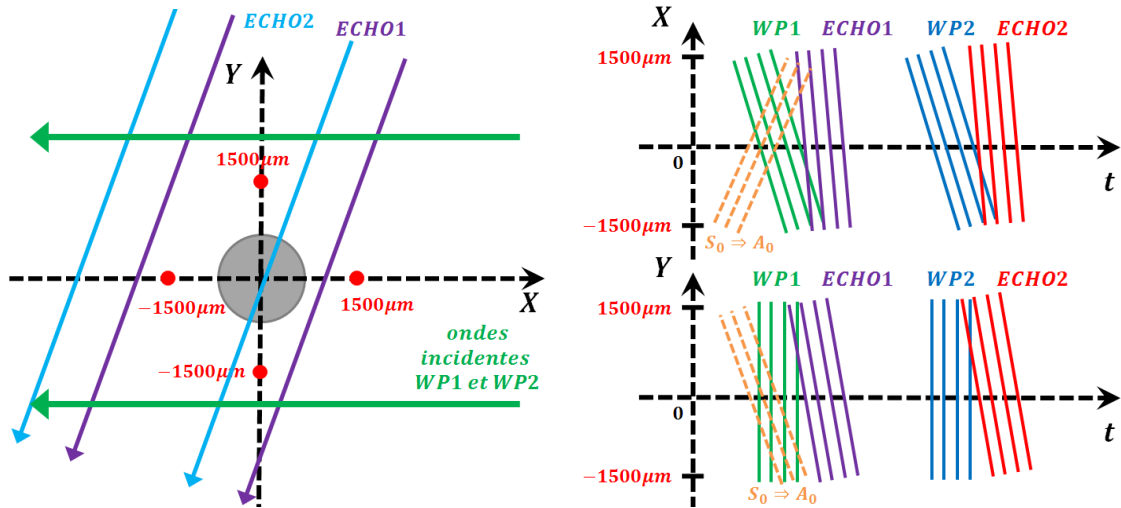 ECHO2
ECHO1
Y
1500μm
X
−1500μm
1500μm
−1500μm
ondes
incidentes
WP1 et WP2
X
WP1
ECHO1
WP2
ECHO2
1500μm
0
t
−1500μm
S₀ ⇒ A₀
Y
WP1
ECHO1
WP2
ECHO2
1500μm
0
t
−1500μm
S₀ ⇒ A₀